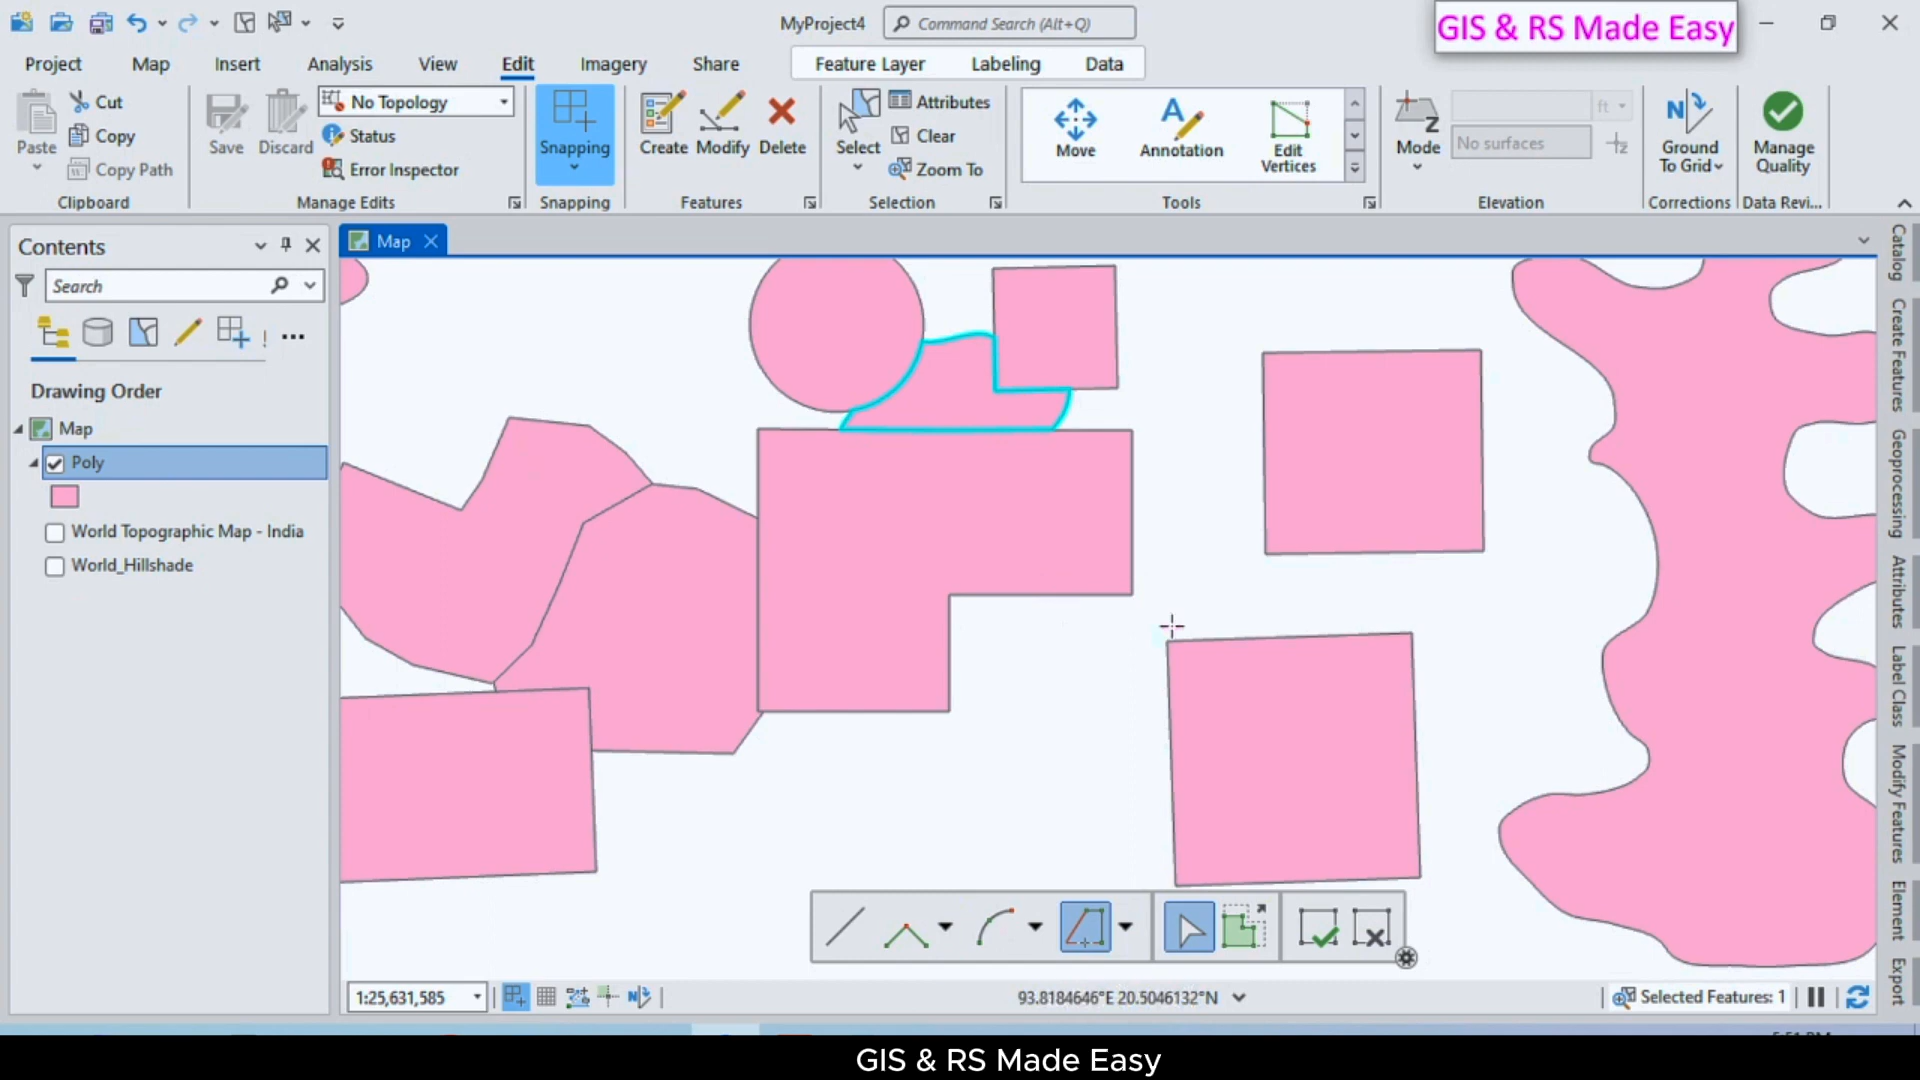 MyProject4
Command Search (Alt+Q)
GIS & RS Made Easy
Project
Map
Insert
Analysis
View
Edit
Imagery
Share
Feature Layer
Labeling
Data
Paste
Cut
Copy
Copy Path
Clipboard
Save
Discard
No Topology
Status
Error Inspector
Manage Edits
Snapping
Snapping
Create
Modify
Delete
Features
Select
Attributes
Clear
Zoom To
Selection
Move
Annotation
Edit
Vertices
Tools
Mode
ft
No surfaces
Elevation
Ground
To Grid
Corrections
Manage
Quality
Data Revi...
Contents
Search
Drawing Order
Map
Poly
World Topographic Map - India
World_Hillshade
Map
Catalog
Create Features
Geoprocessing
Attributes
Label Class
Modify Features
Element
Export
1:25,631,585
93.8184646°E 20.5046132°N
Selected Features: 1
GIS & RS Made Easy